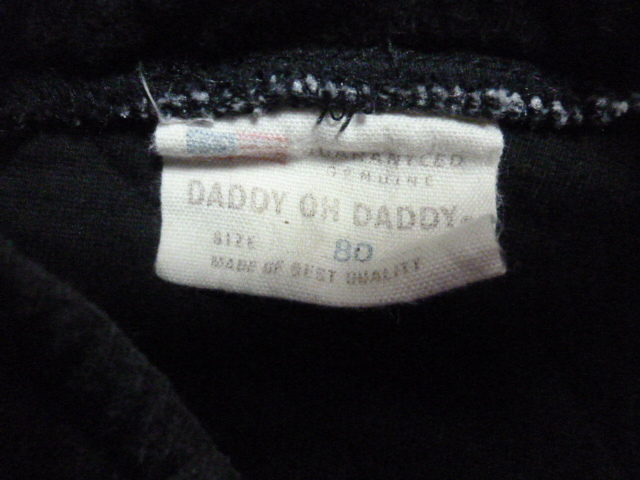 GUARANTEED
GENUINE
DADDY OH DADDY
SIZE 80
MADE OF BEST QUALITY